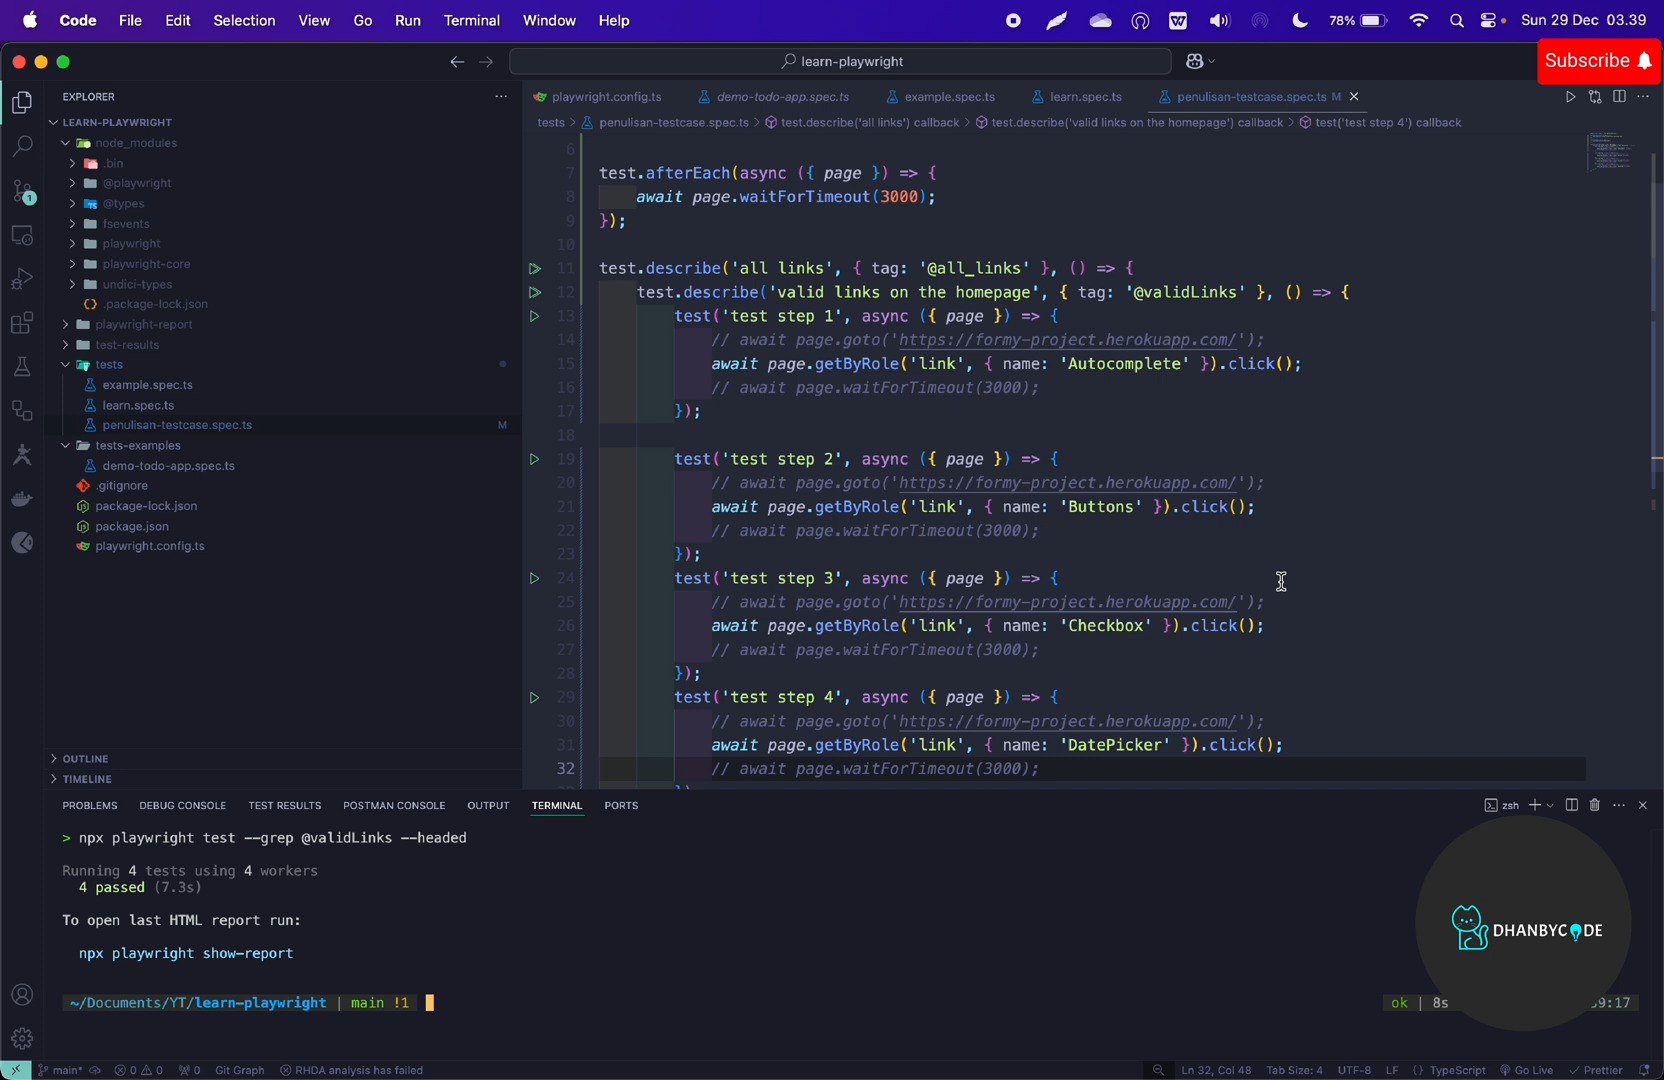 Code File Edit Selection View Go Run Terminal Window Help 78% Sun 29 Dec 03.39
learn-playwright
Subscribe
EXPLORER
LEARN-PLAYWRIGHT
node_modules
.bin
@playwright
@types
fsevents
playwright
playwright-core
undici-types
.package-lock.json
playwright-report
test-results
tests
example.spec.ts
learn.spec.ts
penulisan-testcase.spec.ts M
tests-examples
demo-todo-app.spec.ts
.gitignore
package-lock.json
package.json
playwright.config.ts
OUTLINE
TIMELINE
1
playwright.config.ts demo-todo-app.spec.ts example.spec.ts learn.spec.ts penulisan-testcase.spec.ts M
tests > penulisan-testcase.spec.ts > test.describe('all links') callback > test.describe('valid links on the homepage') callback > test('test step 4') callback
6
7 test.afterEach(async ({ page }) => {
8 await page.waitForTimeout(3000);
9 });
10
11 test.describe('all links', { tag: '@all_links' }, () => {
12 test.describe('valid links on the homepage', { tag: '@validLinks' }, () => {
13 test('test step 1', async ({ page }) => {
14 // await page.goto('https://formy-project.herokuapp.com/');
15 await page.getByRole('link', { name: 'Autocomplete' }).click();
16 // await page.waitForTimeout(3000);
17 });
18
19 test('test step 2', async ({ page }) => {
20 // await page.goto('https://formy-project.herokuapp.com/');
21 await page.getByRole('link', { name: 'Buttons' }).click();
22 // await page.waitForTimeout(3000);
23 });
24 test('test step 3', async ({ page }) => {
25 // await page.goto('https://formy-project.herokuapp.com/');
26 await page.getByRole('link', { name: 'Checkbox' }).click();
27 // await page.waitForTimeout(3000);
28 });
29 test('test step 4', async ({ page }) => {
30 // await page.goto('https://formy-project.herokuapp.com/');
31 await page.getByRole('link', { name: 'DatePicker' }).click();
32 // await page.waitForTimeout(3000);
PROBLEMS DEBUG CONSOLE TEST RESULTS POSTMAN CONSOLE OUTPUT TERMINAL PORTS zsh
> npx playwright test --grep @validLinks --headed
Running 4 tests using 4 workers
4 passed (7.3s)
To open last HTML report run:
npx playwright show-report
DHANBYCODE
~/Documents/YT/learn-playwright | main !1 ok | 8s 9:17
main* 0 0 0 Git Graph RHDA analysis has failed Ln 32, Col 48 Tab Size: 4 UTF-8 LF {} TypeScript Go Live Prettier